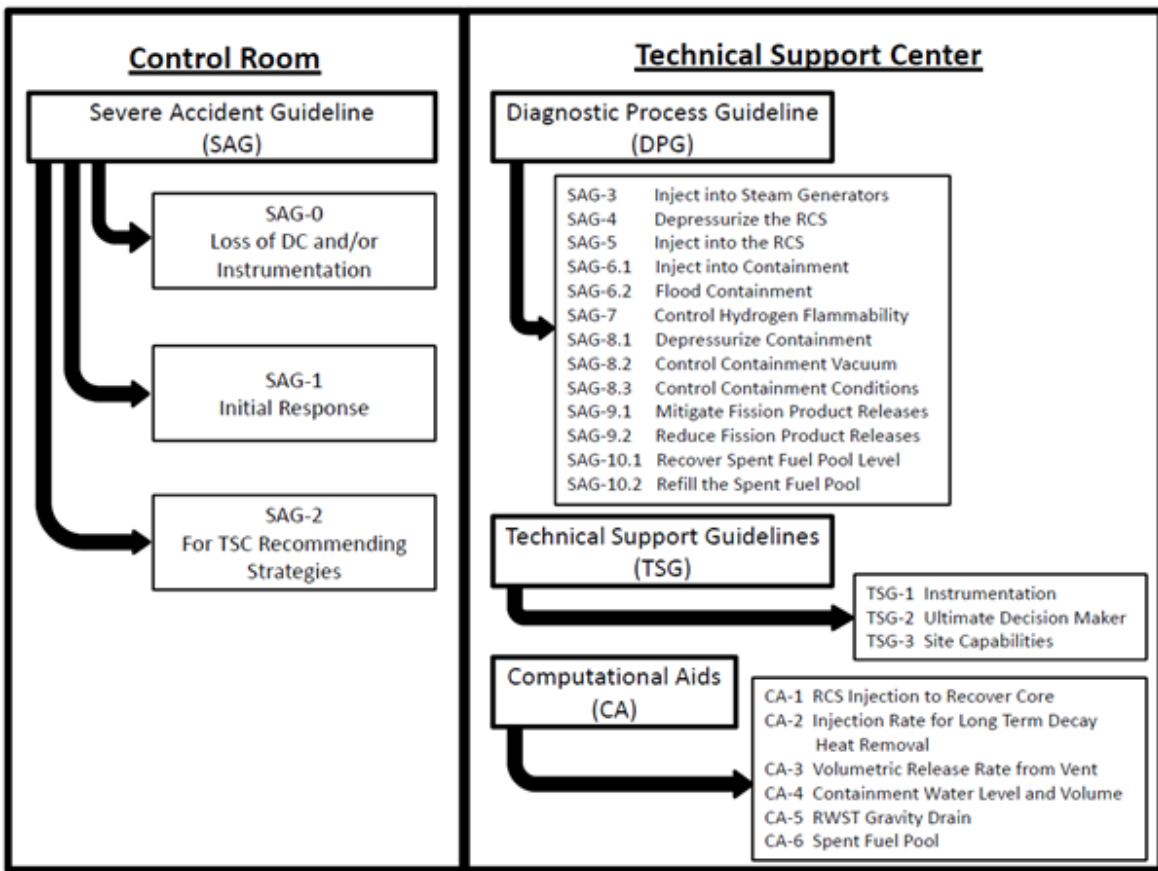 Control Room
Severe Accident Guideline
(SAG)
SAG-0
Loss of DC and/or
Instrumentation
SAG-1
Initial Response
SAG-2
For TSC Recommending
Strategies
Technical Support Center
Diagnostic Process Guideline
(DPG)
SAG-3 Inject into Steam Generators
SAG-4 Depressurize the RCS
SAG-5 Inject into the RCS
SAG-6.1 Inject into Containment
SAG-6.2 Flood Containment
SAG-7 Control Hydrogen Flammability
SAG-8.1 Depressurize Containment
SAG-8.2 Control Containment Vacuum
SAG-8.3 Control Containment Conditions
SAG-9.1 Mitigate Fission Product Releases
SAG-9.2 Reduce Fission Product Releases
SAG-10.1 Recover Spent Fuel Pool Level
SAG-10.2 Refill the Spent Fuel Pool
Technical Support Guidelines
(TSG)
TSG-1 Instrumentation
TSG-2 Ultimate Decision Maker
TSG-3 Site Capabilities
Computational Aids
(CA)
CA-1 RCS Injection to Recover Core
CA-2 Injection Rate for Long Term Decay
Heat Removal
CA-3 Volumetric Release Rate from Vent
CA-4 Containment Water Level and Volume
CA-5 RWST Gravity Drain
CA-6 Spent Fuel Pool